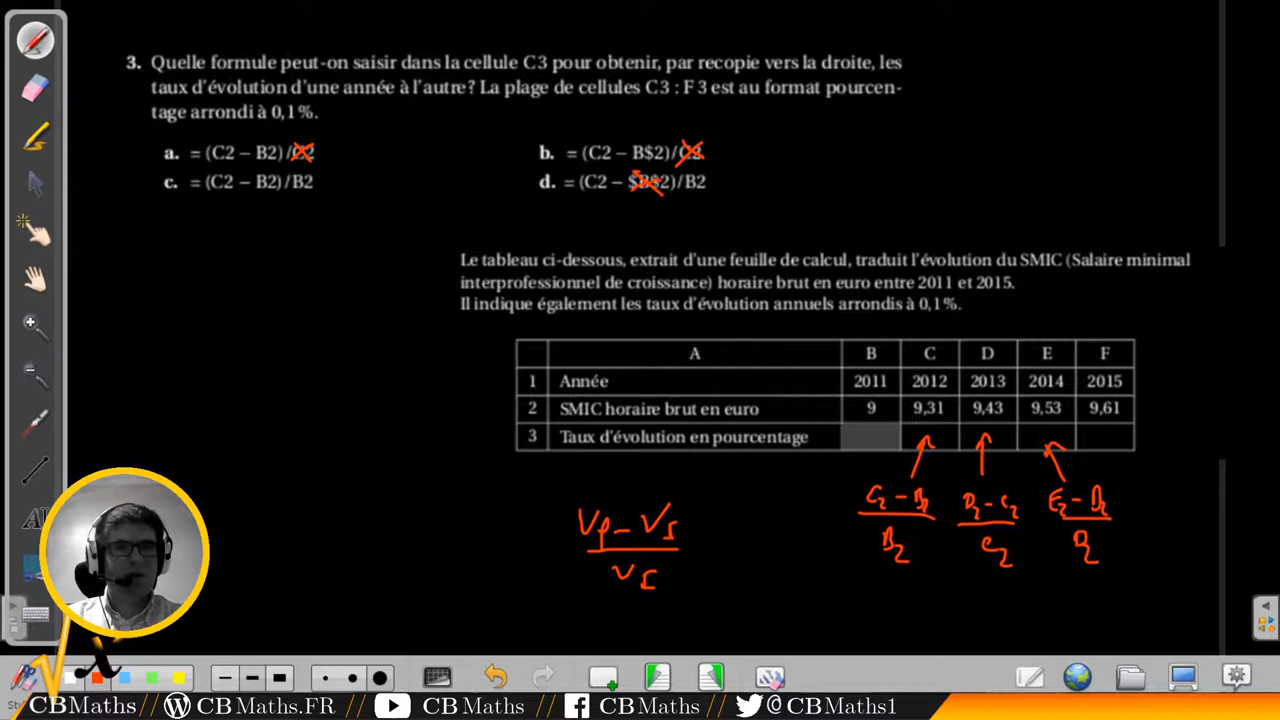 3. Quelle formule peut-on saisir dans la cellule C3 pour obtenir, par recopie vers la droite, les
taux d'évolution d'une année à l'autre? La plage de cellules C3 : F3 est au format pourcen-
tage arrondi à 0,1%.
a. = (C2 – B2)/C2
b. = (C2 – B$2)/C2
c. = (C2 – B2)/B2
d. = (C2 – $B$2)/B2
Le tableau ci-dessous, extrait d'une feuille de calcul, traduit l'évolution du SMIC (Salaire minimal
interprofessionnel de croissance) horaire brut en euro entre 2011 et 2015.
Il indique également les taux d'évolution annuels arrondis à 0,1%.
A B C D E F
1 Année 2011 2012 2013 2014 2015
2 SMIC horaire brut en euro 9 9,31 9,43 9,53 9,61
3 Taux d'évolution en pourcentage
C2 – B2 D2 – C2 E2 – D2
B2 C2 D2
VF – VI
VI
CBMaths // CBMaths.FR // CBMaths // CBMaths // @CBMaths1